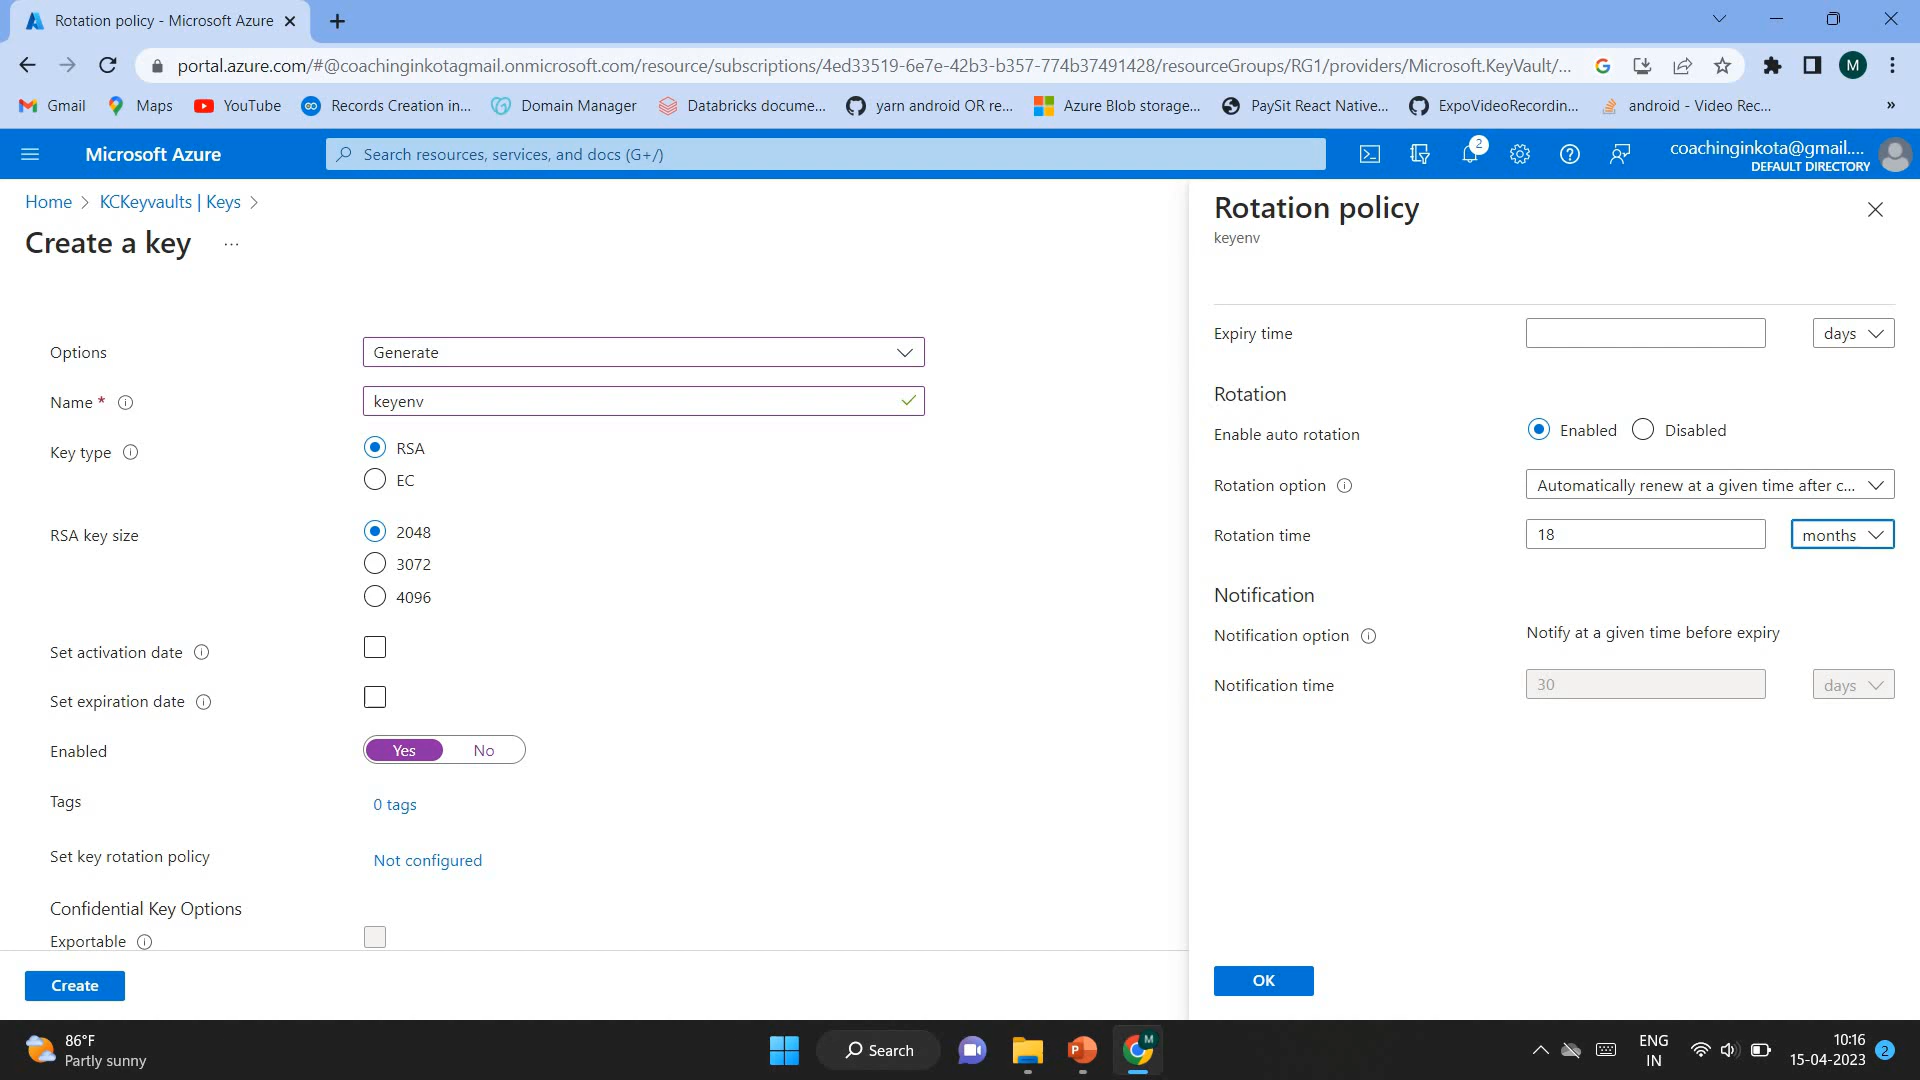 Rotation policy - Microsoft Azure
portal.azure.com/#@coachinginkotagmail.onmicrosoft.com/resource/subscriptions/4ed33519-6e7e-42b3-b357-774b37491428/resourceGroups/RG1/providers/Microsoft.KeyVault/...
M
Gmail
Maps
YouTube
Records Creation in...
Domain Manager
Databricks docume...
yarn android OR re...
Azure Blob storage...
PaySit React Native...
ExpoVideoRecordin...
android - Video Rec...
»
Microsoft Azure
Search resources, services, and docs (G+/)
2
coachinginkota@gmail....
DEFAULT DIRECTORY
Home > KCKeyvaults | Keys >
Create a key ...
Options
Generate
Name *
keyenv
Key type
RSA
EC
RSA key size
2048
3072
4096
Set activation date
Set expiration date
Enabled
Yes No
Tags
0 tags
Set key rotation policy
Not configured
Confidential Key Options
Exportable
Create
Rotation policy
keyenv
Expiry time
days
Rotation
Enable auto rotation
Enabled Disabled
Rotation option
Automatically renew at a given time after c...
Rotation time
18
months
Notification
Notification option
Notify at a given time before expiry
Notification time
30
days
OK
86°F
Partly sunny
Search
P
M
ENG
IN
10:16
15-04-2023
2